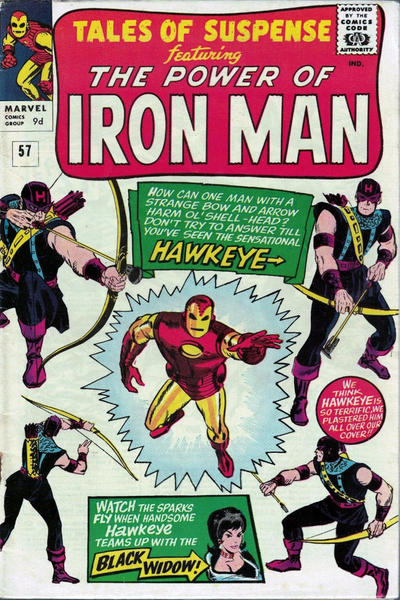 TALES OF SUSPENSE
featuring
THE POWER OF
IRON MAN
APPROVED
BY THE
COMICS
CODE
AUTHORITY
IND.
MARVEL
COMICS
GROUP
9d
57
HOW CAN ONE MAN WITH A
STRANGE BOW AND ARROW
HARM OL' SHELL-HEAD?
DON'T TRY TO ANSWER TILL
YOU'VE SEEN THE SENSATIONAL
HAWKEYE
H
H
WE
THINK
HAWKEYE IS
SO TERRIFIC, WE
PLASTERED HIM
ALL OVER OUR
COVER!!
WATCH THE SPARKS
FLY WHEN HANDSOME
Hawkeye
TEAMS UP WITH THE
BLACK WIDOW!